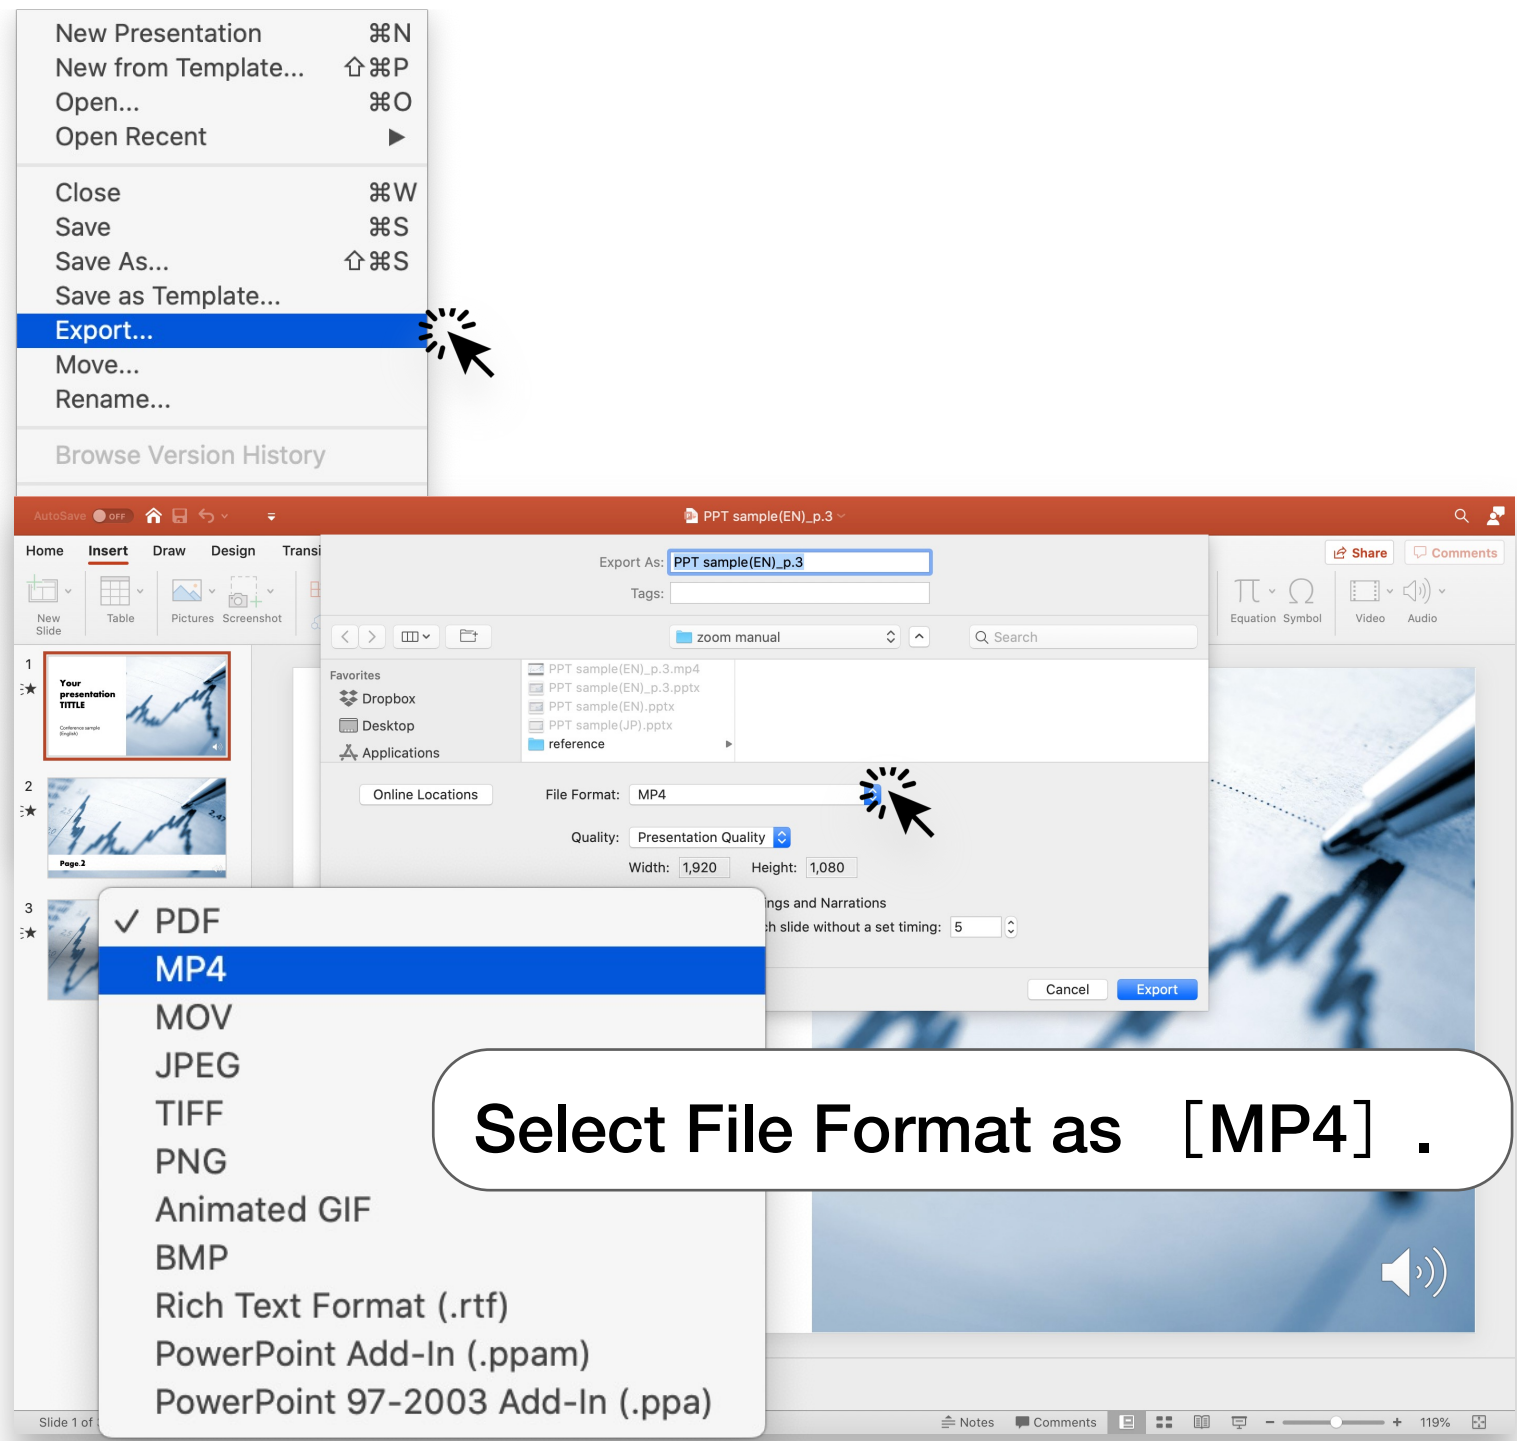 New Presentation ⌘N
New from Template... ⇧⌘P
Open... ⌘O
Open Recent ▶
Close ⌘W
Save ⌘S
Save As... ⇧⌘S
Save as Template...
Export...
Move...
Rename...
Browse Version History
AutoSave OFF
PPT sample(EN)_p.3
Home Insert Draw Design Transi
Share Comments
New Slide
Table
Pictures
Screenshot
Equation
Symbol
Video
Audio
Export As: PPT sample(EN)_p.3
Tags:
zoom manual
Search
Favorites
Dropbox
Desktop
Applications
PPT sample(EN)_p.3.mp4
PPT sample(EN)_p.3.pptx
PPT sample(EN).pptx
PPT sample(JP).pptx
reference
Online Locations
File Format: MP4
Quality: Presentation Quality
Width: 1,920 Height: 1,080
ings and Narrations
ch slide without a set timing: 5
Cancel Export
1
Your
presentation
TITTLE
Conference sample
(English)
2
Page.2
3
✓ PDF
MP4
MOV
JPEG
TIFF
PNG
Animated GIF
BMP
Rich Text Format (.rtf)
PowerPoint Add-In (.ppam)
PowerPoint 97-2003 Add-In (.ppa)
Select File Format as ［MP4］.
Slide 1 of
Notes Comments 119%